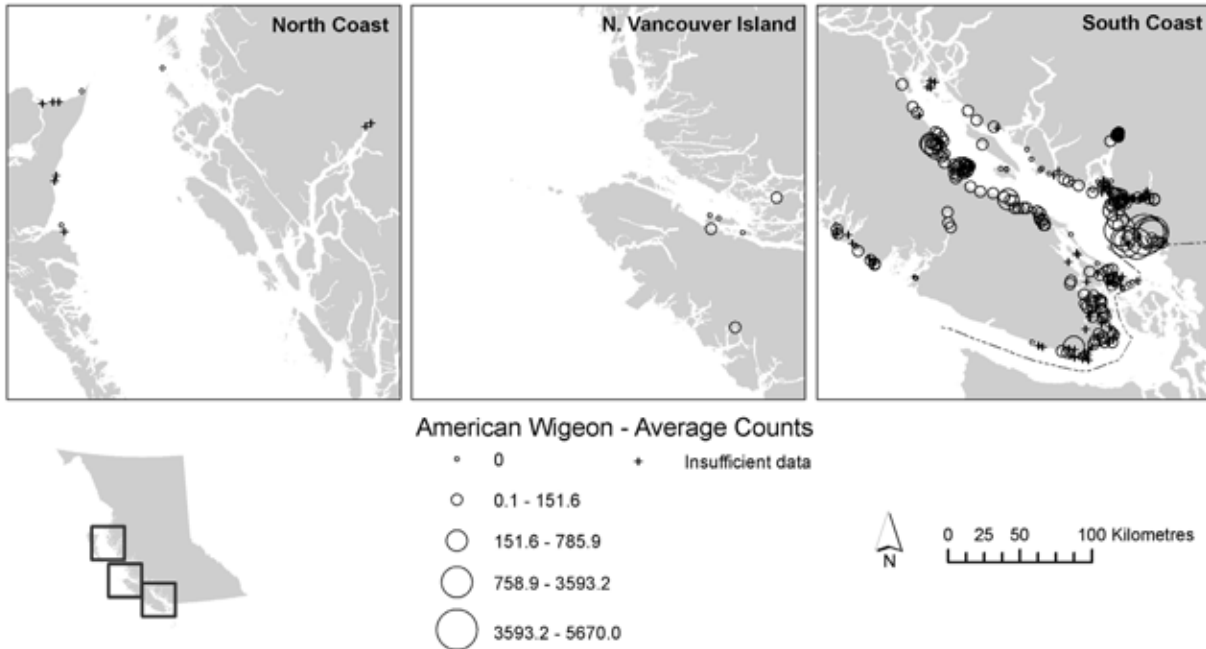 North Coast
N. Vancouver Island
South Coast
American Wigeon - Average Counts
0
Insufficient data
0.1 - 151.6
151.6 - 785.9
758.9 - 3593.2
3593.2 - 5670.0
N
0 25 50 100 Kilometres